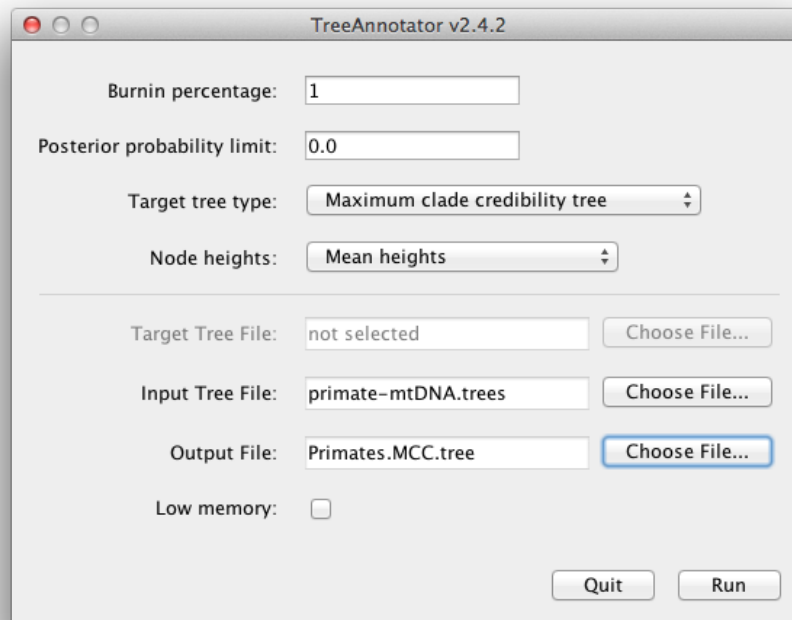 TreeAnnotator v2.4.2
Burnin percentage: 1
Posterior probability limit: 0.0
Target tree type: Maximum clade credibility tree
Node heights: Mean heights
Target Tree File: not selected Choose File...
Input Tree File: primate-mtDNA.trees Choose File...
Output File: Primates.MCC.tree Choose File...
Low memory:
Quit Run